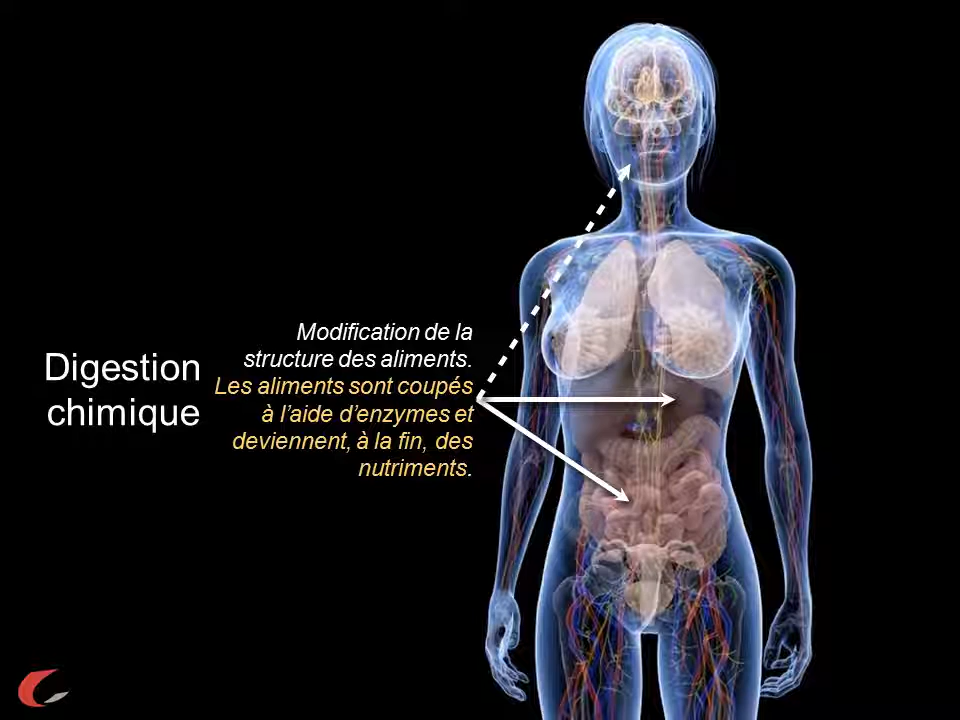 Digestion
chimique
Modification de la
structure des aliments.
Les aliments sont coupés
à l’aide d’enzymes et
deviennent, à la fin, des
nutriments.